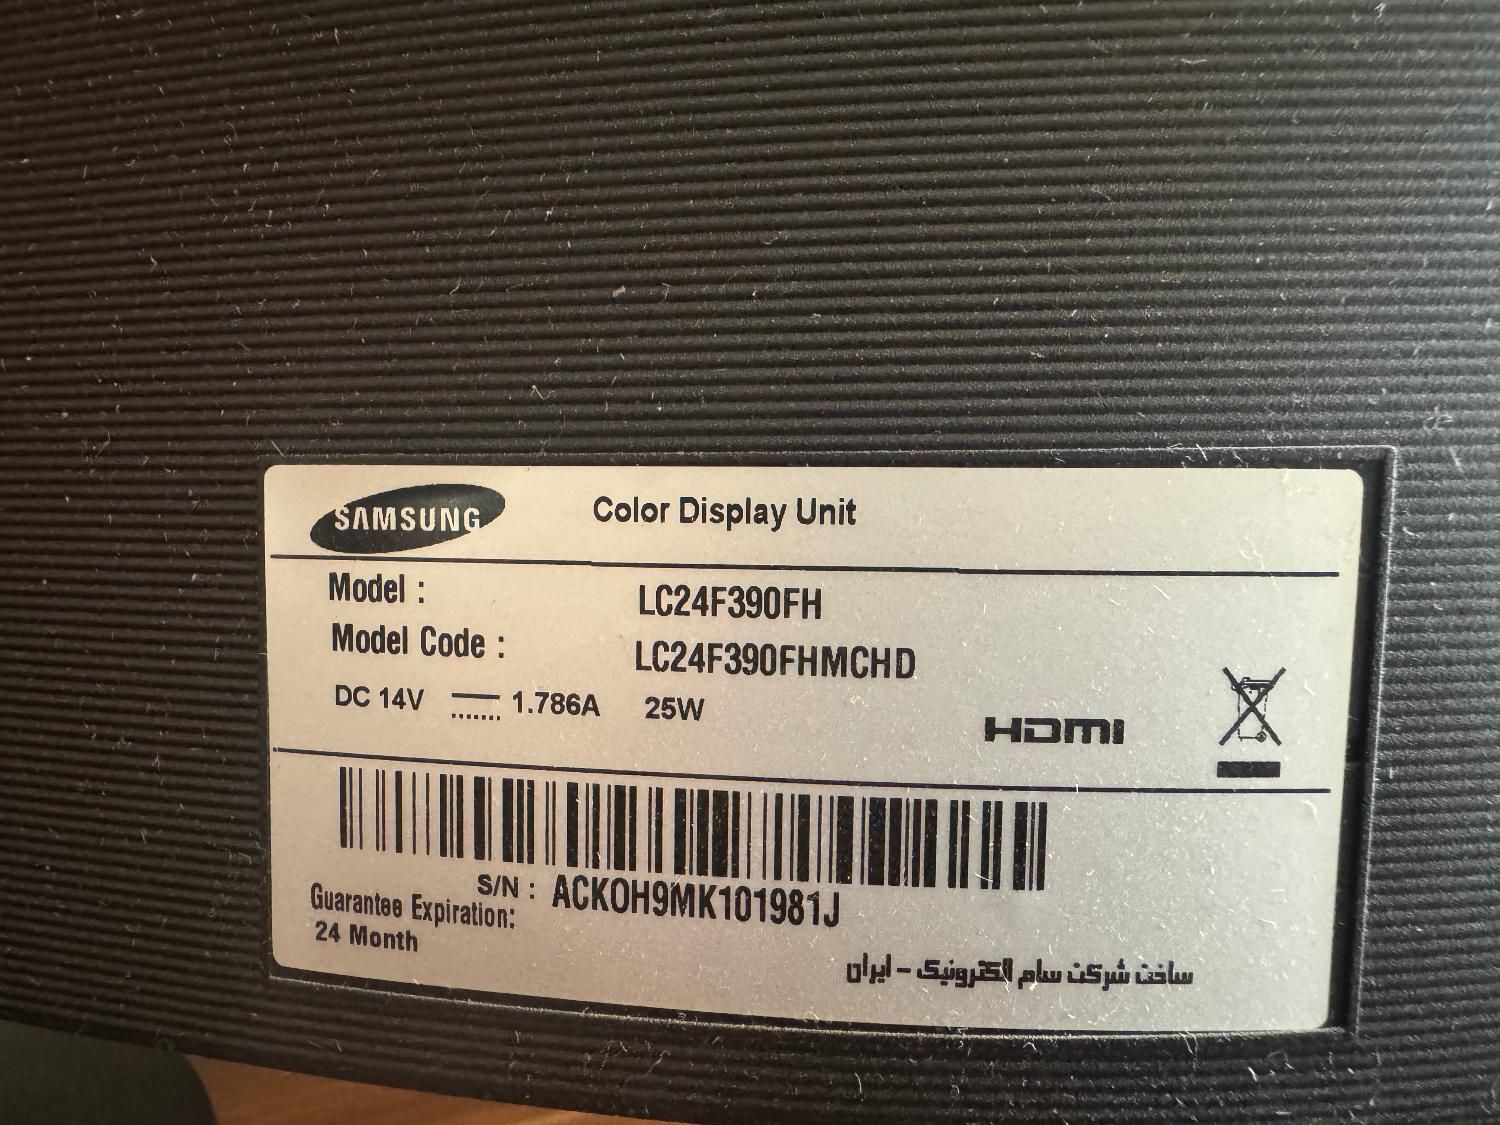 SAMSUNG
Color Display Unit
Model : LC24F390FH
Model Code : LC24F390FHMCHD
DC 14V 1.786A 25W
HDMI
S/N : ACKOH9MK101981J
Guarantee Expiration:
24 Month
ساخت شرکت سام الکترونیک - ایران